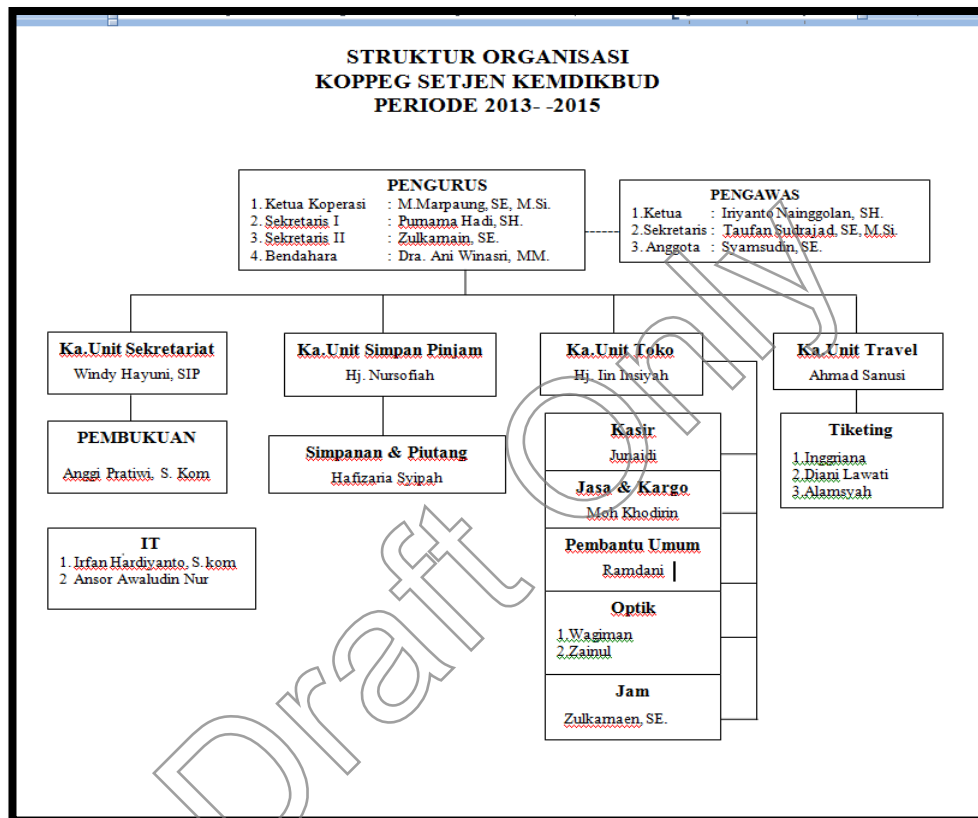 STRUKTUR ORGANISASI
KOPPEG SETJEN KEMDIKBUD
PERIODE 2013- -2015
PENGURUS
1. Ketua Koperasi : M.Marpaung, SE, M.Si.
2. Sekretaris I : Purnama Hadi, SH.
3. Sekretaris II : Zulkarnain, SE.
4. Bendahara : Dra. Ani Winasri, MM.
PENGAWAS
1.Ketua : Iriyanto Nainggolan, SH.
2.Sekretaris : Taufan Sudrajad, SE, M.Si.
3. Anggota : Syamsudin, SE.
Ka.Unit Sekretariat
Windy Hayuni, SIP
Ka.Unit Simpan Pinjam
Hj. Nursofiah
Ka.Unit Toko
Hj. Iin Insiyah
Ka.Unit Travel
Ahmad Sanusi
PEMBUKUAN
Anggi Pratiwi, S. Kom
Simpanan & Piutang
Hafizaria Syipah
Kasir
Junaidi
Jasa & Kargo
Moh Khodirin
Pembantu Umum
Ramdani
Optik
1.Wagiman
2.Zainul
Jam
Zulkarnaen, SE.
Tiketing
1.Inggriana
2.Diani Lawati
3.Alamsyah
IT
1. Irfan Hardiyanto, S.kom
2 Ansor Awaludin Nur
Draft Only